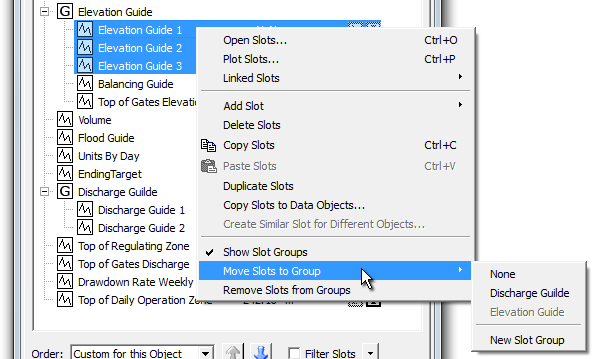 G Elevation Guide
Elevation Guide 1
Elevation Guide 2
Elevation Guide 3
Balancing Guide
Top of Gates Elevatio
Volume
Flood Guide
Units By Day
EndingTarget
G Discharge Guilde
Discharge Guide 1
Discharge Guide 2
Top of Regulating Zone
Top of Gates Discharge
Drawdown Rate Weekly
Top of Daily Operation Zone
Open Slots... Ctrl+O
Plot Slots... Ctrl+P
Linked Slots
Add Slot
Delete Slots
Copy Slots Ctrl+C
Paste Slots Ctrl+V
Duplicate Slots
Copy Slots to Data Objects...
Create Similar Slot for Different Objects...
Show Slot Groups
Move Slots to Group
Remove Slots from Groups
None
Discharge Guilde
Elevation Guide
New Slot Group
Order: Custom for this Object Filter Slots